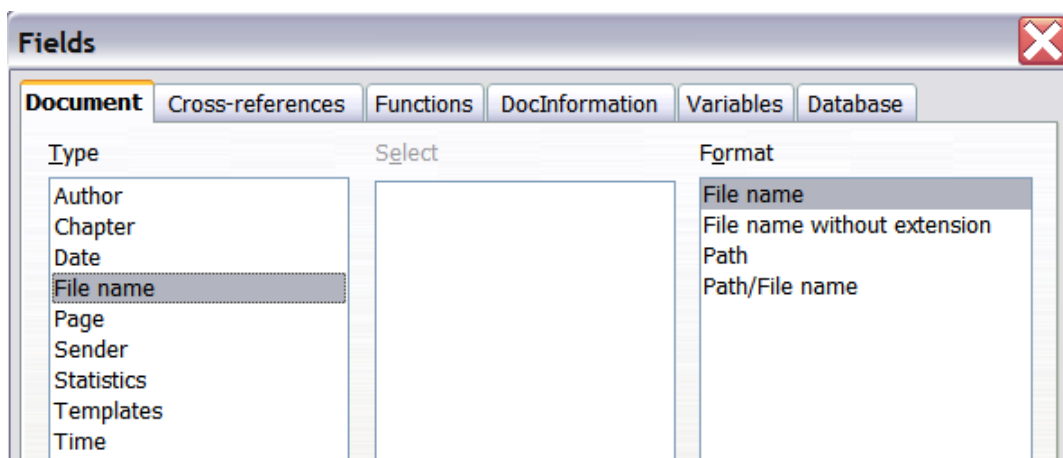 Fields
Document Cross-references Functions DocInformation Variables Database
Type Select Format
Author
Chapter
Date
File name
Page
Sender
Statistics
Templates
Time
File name
File name without extension
Path
Path/File name